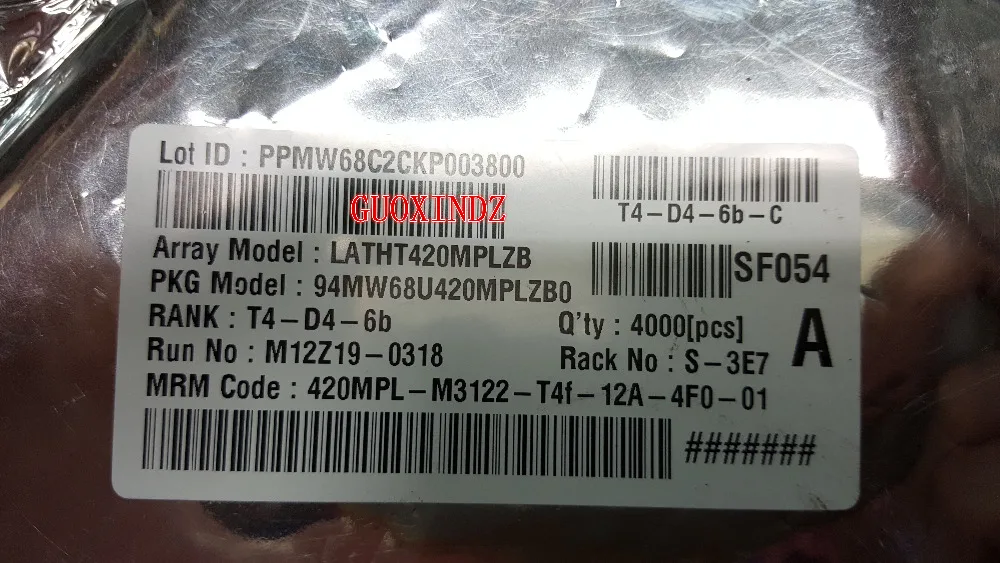 Lot ID : PPMW68C2CKP003800
GUOXINDZ
T4-D4-6b-C
Array Model : LATHT420MPLZB
SF054
PKG Model : 94MW68U420MPLZB0
RANK : T4-D4-6b
Q'ty : 4000[pcs]
A
Run No : M12Z19-0318
Rack No : S-3E7
MRM Code : 420MPL-M3122-T4f-12A-4F0-01
#######